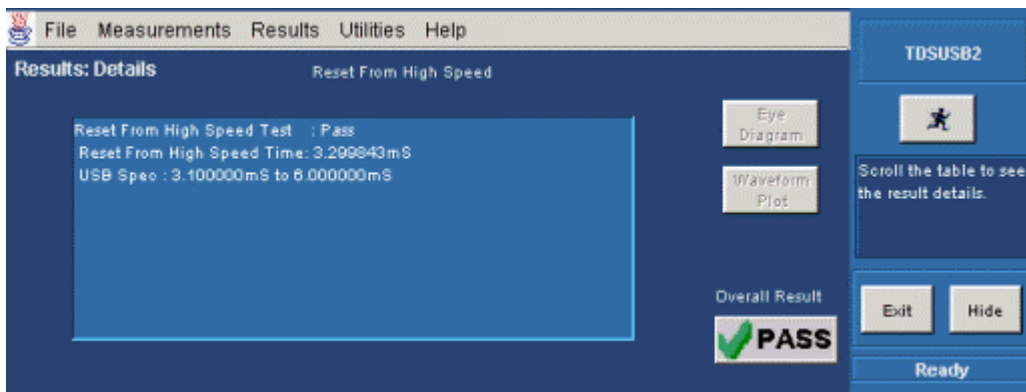 File Measurements Results Utilities Help
TDSUSB2
Results: Details
Reset From High Speed
Reset From High Speed Test : Pass
Reset From High Speed Time: 3.299843mS
USB Spec : 3.100000mS to 6.000000mS
Eye
Diagram
Waveform
Plot
Scroll the table to see
the result details.
Overall Result
PASS
Exit
Hide
Ready